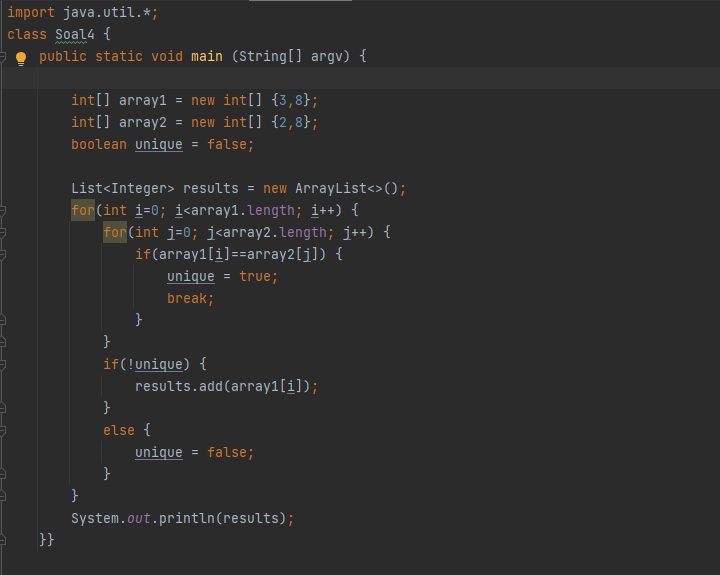 import java.util.*;
class Soal4 {
    public static void main (String[] argv) {

        int[] array1 = new int[] {3,8};
        int[] array2 = new int[] {2,8};
        boolean unique = false;

        List<Integer> results = new ArrayList<>();
        for(int i=0; i<array1.length; i++) {
            for(int j=0; j<array2.length; j++) {
                if(array1[i]==array2[j]) {
                    unique = true;
                    break;
                }
            }
            if(!unique) {
                results.add(array1[i]);
            }
            else {
                unique = false;
            }
        }
        System.out.println(results);
    }}